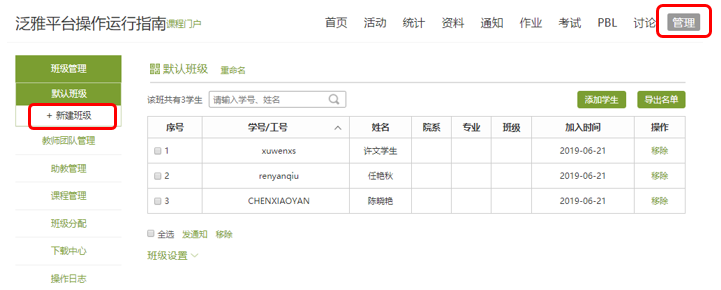 泛雅平台操作运行指南 课程门户
首页 活动 统计 资料 通知 作业 考试 PBL 讨论 管理
班级管理
默认班级
+ 新建班级
教师团队管理
助教管理
课程管理
班级分配
下载中心
操作日志
默认班级 重命名
该班共有3学生 请输入学号、姓名 添加学生 导出名单
序号 学号/工号 姓名 院系 专业 班级 加入时间 操作
1 xuwenxs 许文学生 2019-06-21 移除
2 renyanqiu 任艳秋 2019-06-21 移除
3 CHENXIAOYAN 陈晓艳 2019-06-21 移除
全选 发通知 移除
班级设置